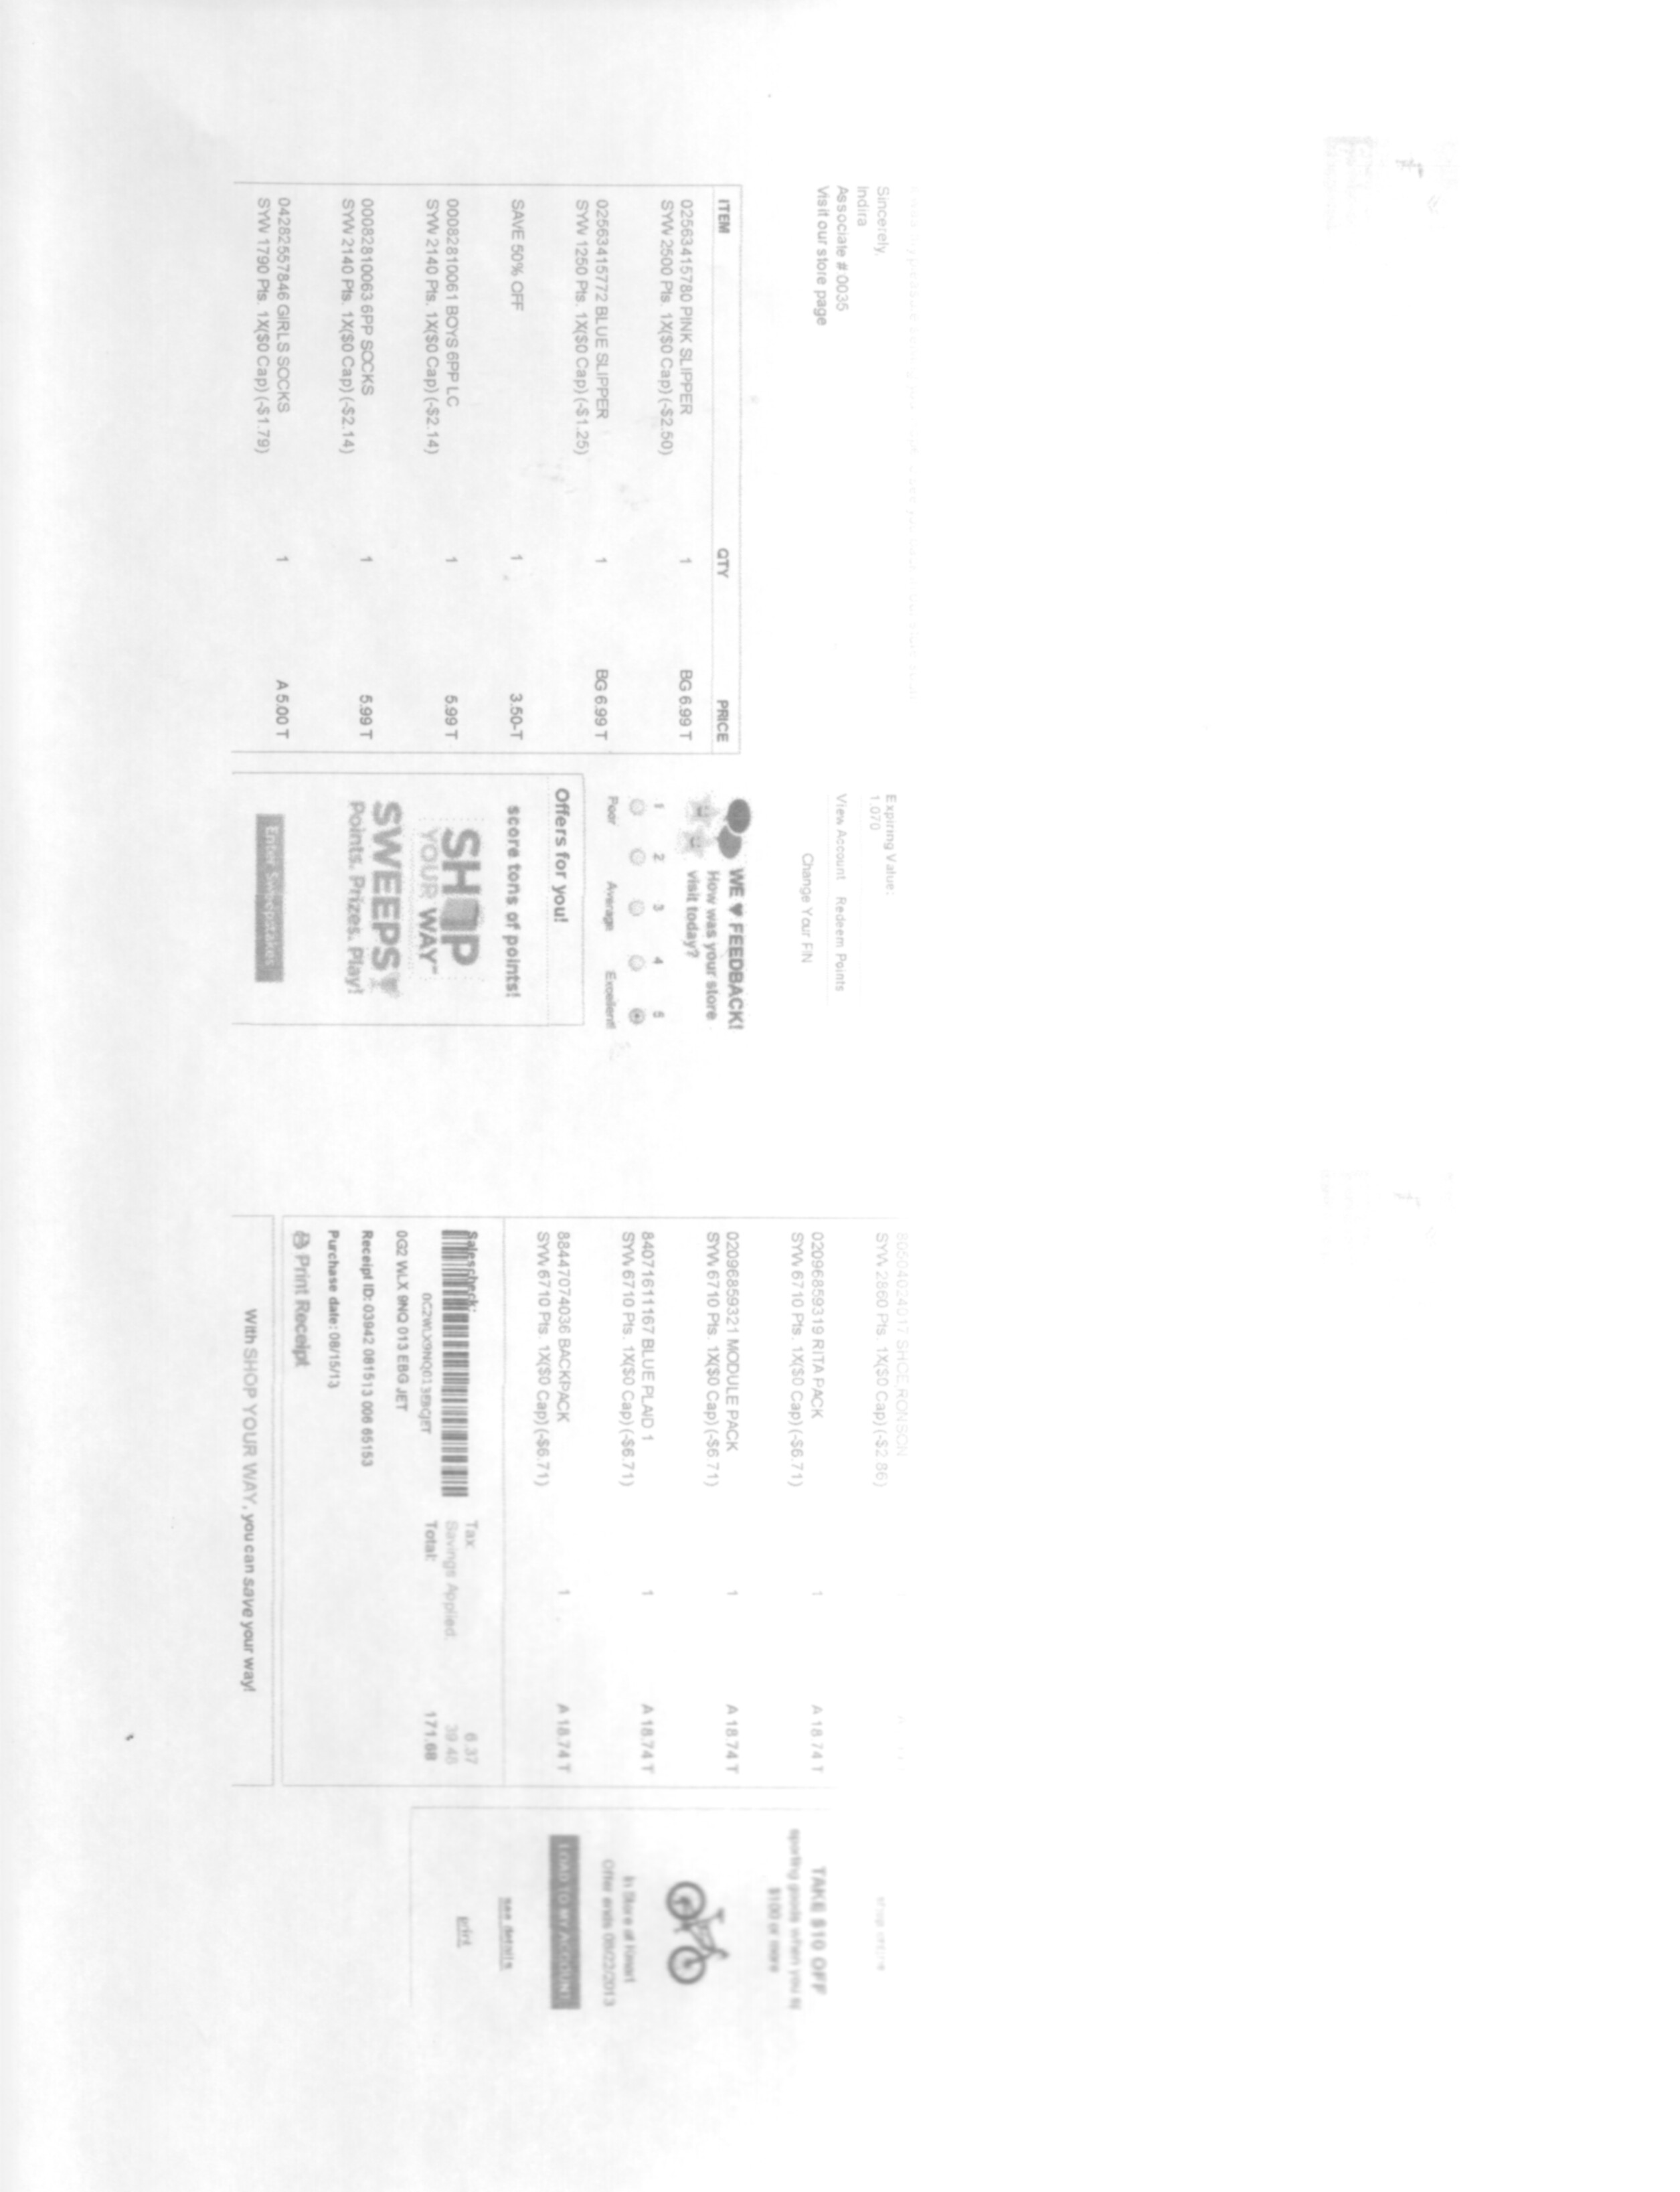 Sincerely,
Indira
Associate # 0035
Visit our store page
Expiring Value:
1,070
View Account Redeem Points
Change Your PIN
ITEM QTY PRICE
02563415780 PINK SLIPPER 1 BG 6.99 T
SYW 2500 Pts. 1X($0 Cap) (-$2.50)
02563415772 BLUE SLIPPER 1 BG 6.99 T
SYW 1250 Pts. 1X($0 Cap) (-$1.25)
SAVE 50% OFF 1 3.50-T
00082810061 BOYS 6PP LC 1 5.99 T
SYW 2140 Pts. 1X($0 Cap) (-$2.14)
00082810063 6PP SOCKS 1 5.99 T
SYW 2140 Pts. 1X($0 Cap) (-$2.14)
04282557846 GIRLS SOCKS 1 A 5.00 T
SYW 1790 Pts. 1X($0 Cap) (-$1.79)
WE ♥ FEEDBACK!
How was your store
visit today?
1 2 3 4 5
Poor Average Excellent!
Offers for you!
score tons of points!
SHOP
YOUR WAY
SWEEPS
Points. Prizes. Play!
Enter Sweepstakes
SHOE RONSON
SYW 2860 Pts. 1X($0 Cap) (-$2.86)
02096859319 RITA PACK 1 A 18.74 T
SYW 6710 Pts. 1X($0 Cap) (-$6.71)
02096859321 MODULE PACK 1 A 18.74 T
SYW 6710 Pts. 1X($0 Cap) (-$6.71)
84071611167 BLUE PLAID 1 1 A 18.74 T
SYW 6710 Pts. 1X($0 Cap) (-$6.71)
88447074036 BACKPACK 1 A 18.74 T
SYW 6710 Pts. 1X($0 Cap) (-$6.71)
Salescheck:
0G2WLX9NQ013EBGJET
0G2 WLX 9NQ 013 EBG JET
Receipt ID: 03942 081513 006 65153
Purchase date: 08/15/13
Print Receipt
Tax: 6.37
Savings Applied: 39.48
Total: 171.68
With SHOP YOUR WAY, you can save your way!
TAKE $10 OFF
sporting goods when you
$100 or more
In Store at Kmart
Offer ends 08/22/2013
LOAD TO MY ACCOUNT
see details
print